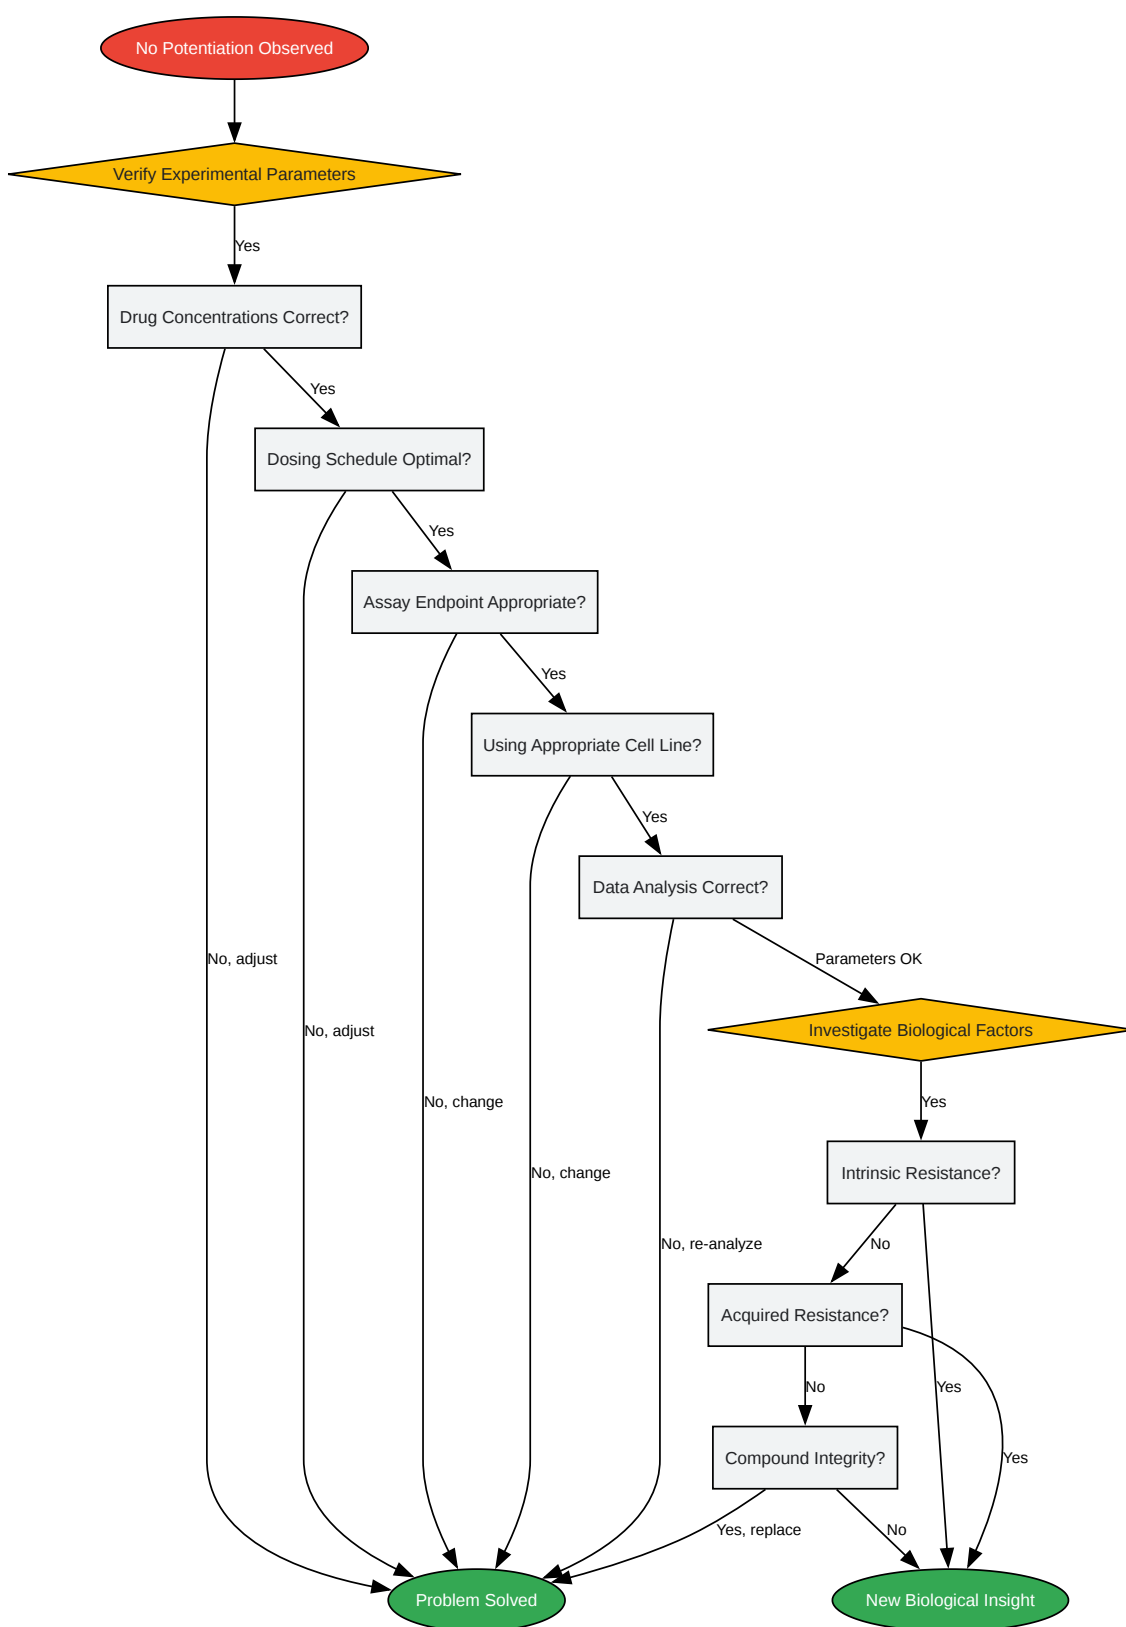 No Potentiation Observed
Verify Experimental Parameters
Yes
Drug Concentrations Correct?
Yes
Dosing Schedule Optimal?
Yes
Assay Endpoint Appropriate?
Yes
Using Appropriate Cell Line?
Yes
Data Analysis Correct?
No, adjust
Parameters OK
No, adjust
Investigate Biological Factors
No, change
Yes
No, change
Intrinsic Resistance?
No, re-analyze
No
Acquired Resistance?
No
Yes
Compound Integrity?
Yes
Yes, replace
No
Problem Solved
New Biological Insight